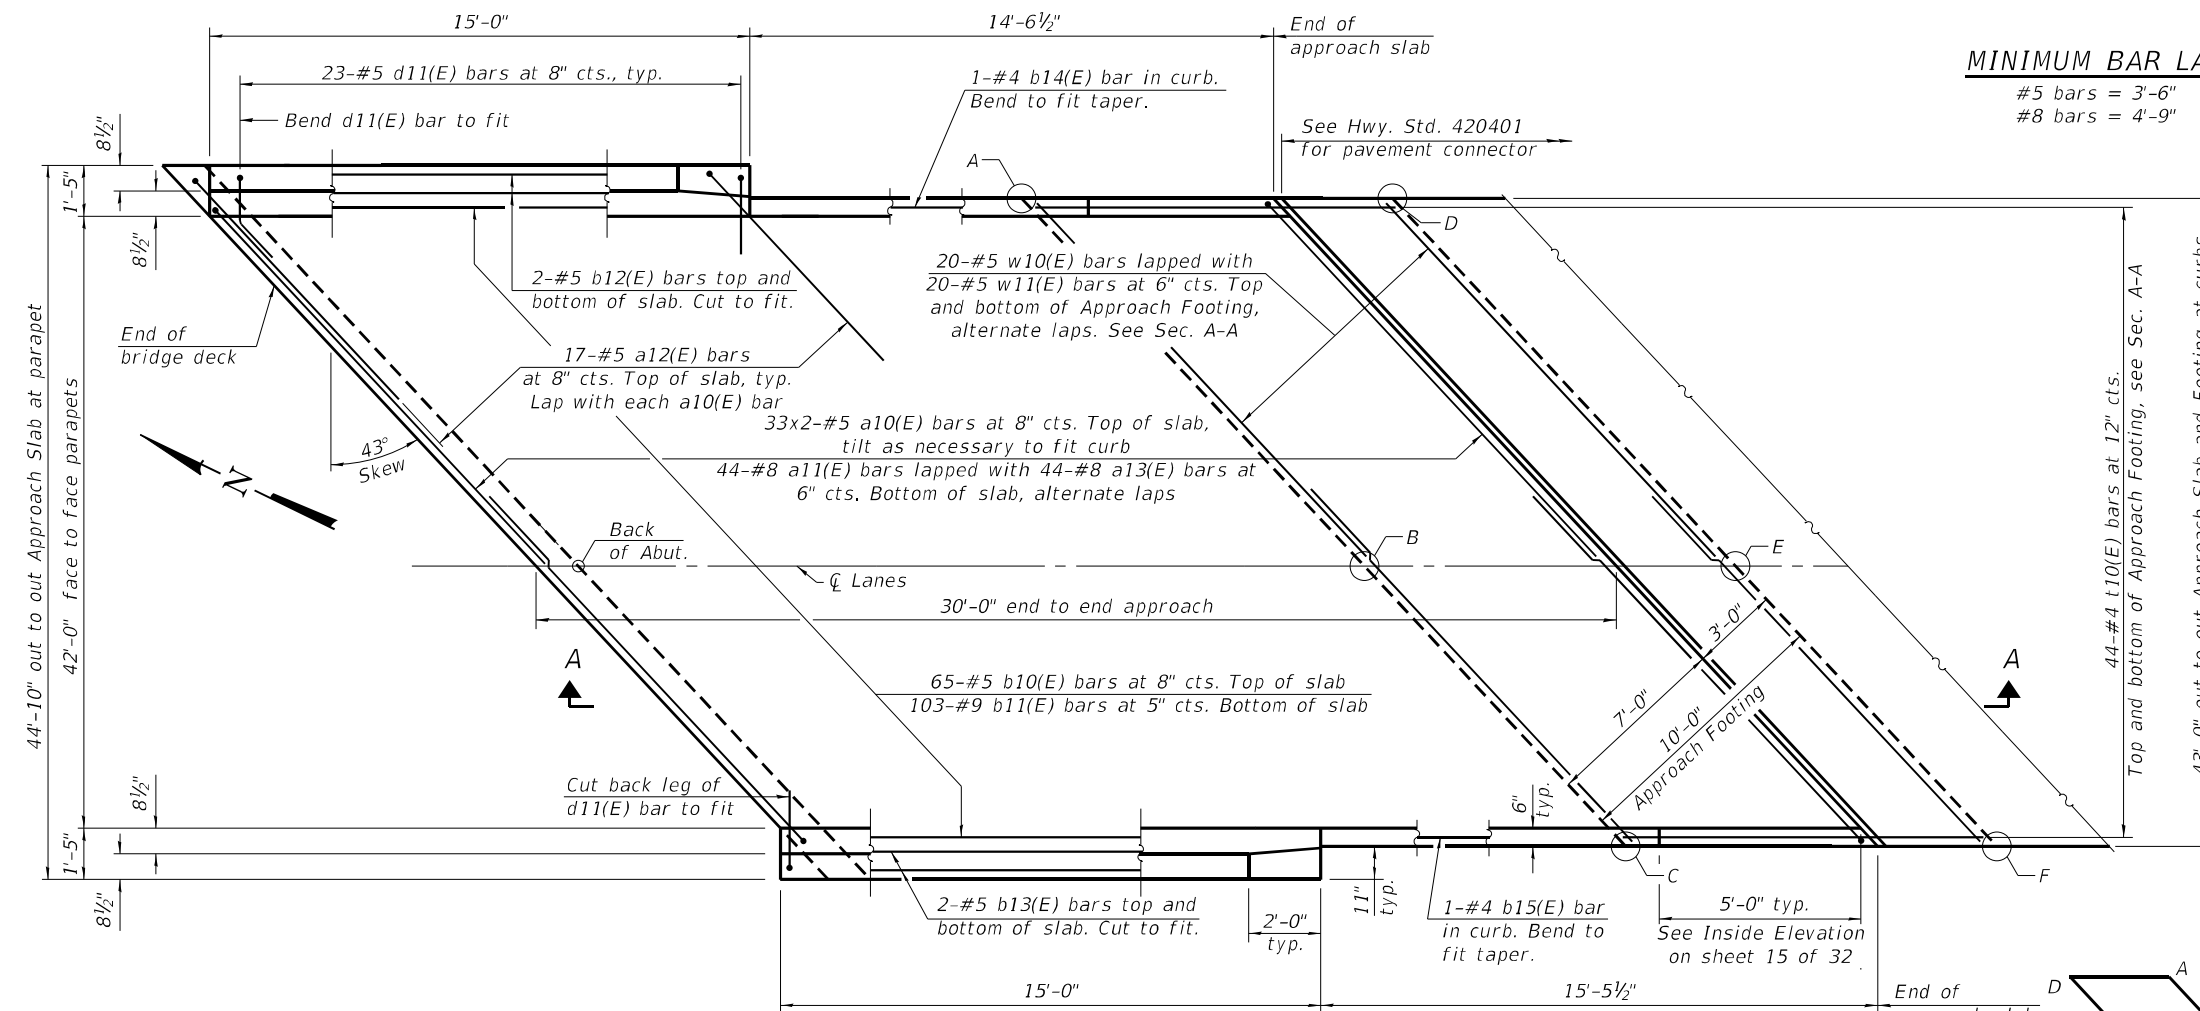 15'-0"
14'-6½"
End of
approach slab
MINIMUM BAR LA
#5 bars = 3'-6"
#8 bars = 4'-9"
23-#5 d11(E) bars at 8" cts., typ.
1-#4 b14(E) bar in curb.
Bend to fit taper.
Bend d11(E) bar to fit
See Hwy. Std. 420401
for pavement connector
8½"
1'-5"
8½"
A
D
20-#5 w10(E) bars lapped with
20-#5 w11(E) bars at 6" cts. Top
and bottom of Approach Footing,
alternate laps. See Sec. A-A
2-#5 b12(E) bars top and
bottom of slab. Cut to fit.
End of
bridge deck
17-#5 a12(E) bars
at 8" cts. Top of slab, typ.
Lap with each a10(E) bar
33x2-#5 a10(E) bars at 8" cts. Top of slab,
tilt as necessary to fit curb
44-#8 a11(E) bars lapped with 44-#8 a13(E) bars at
6" cts. Bottom of slab, alternate laps
43°
Skew
N
44'-10" out to out Approach Slab at parapet
42'-0" face to face parapets
Back
of Abut.
B
E
℄ Lanes
30'-0" end to end approach
A
A
44-#4 t10(E) bars at 12" cts.
Top and bottom of Approach Footing, see Sec. A-A
43'-0" out to out Approach Slab and Footing at curbs
65-#5 b10(E) bars at 8" cts. Top of slab
103-#9 b11(E) bars at 5" cts. Bottom of slab
3'-0"
7'-0"
10'-0"
Approach Footing
Cut back leg of
d11(E) bar to fit
8½"
1'-5"
8½"
6"
typ.
11"
typ.
C
F
2-#5 b13(E) bars top and
bottom of slab. Cut to fit.
2'-0"
typ.
1-#4 b15(E) bar
in curb. Bend to
fit taper.
5'-0" typ.
See Inside Elevation
on sheet 15 of 32
15'-0"
15'-5½"
End of
D
A